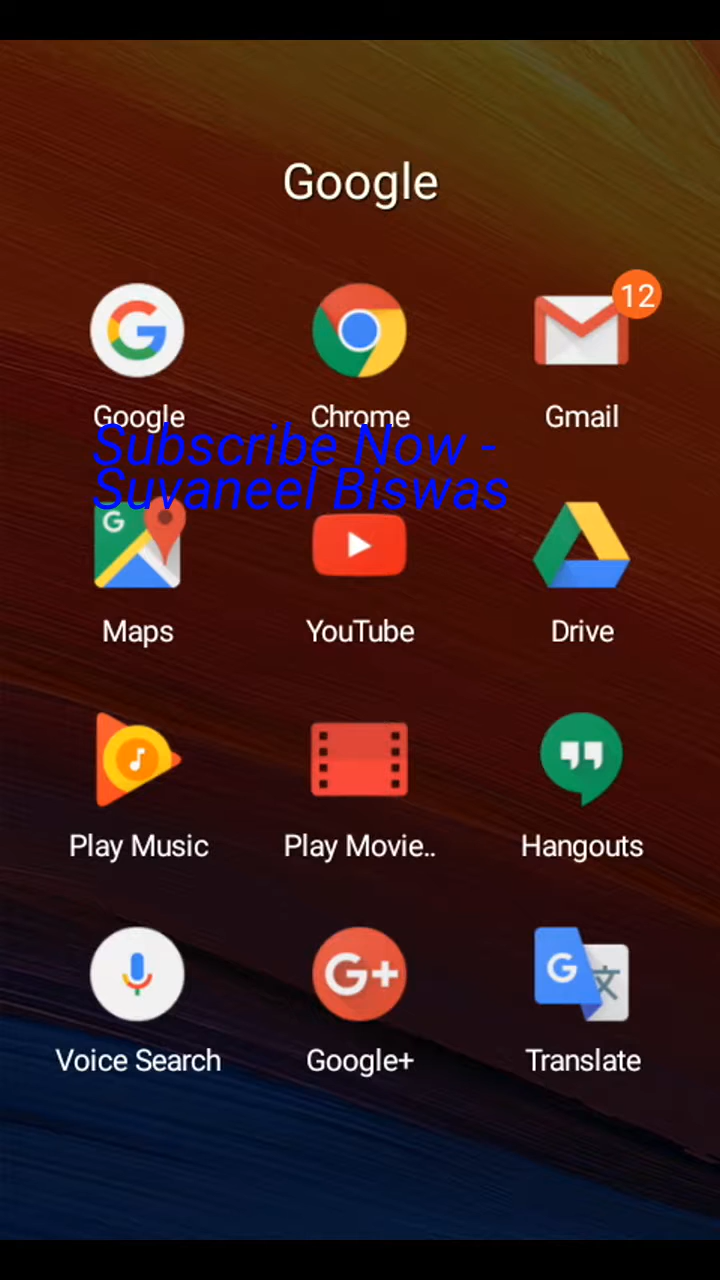 Google
12
Google Chrome Gmail
Subscribe Now -
Suvaneel Biswas
G
Maps YouTube Drive
Play Music Play Movie.. Hangouts
G+
G 文
Voice Search Google+ Translate